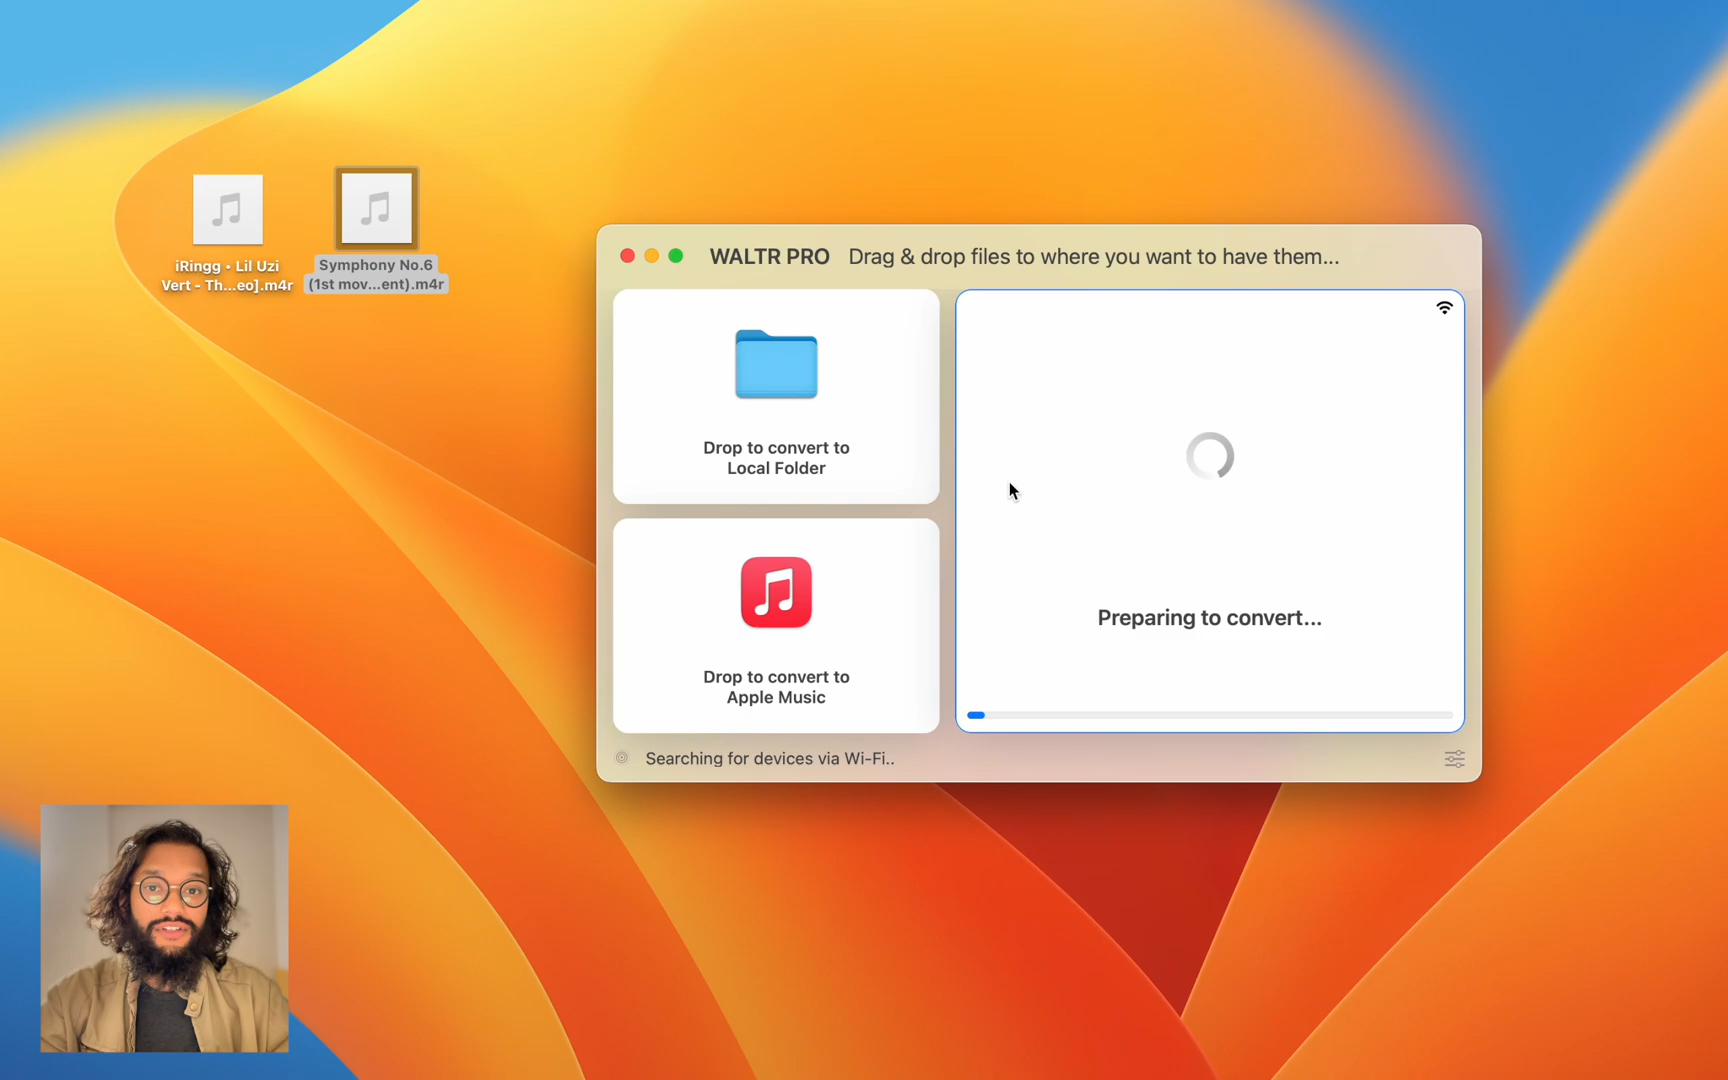 iRingg • Lil Uzi
Vert - Th...eo].m4r
Symphony No.6
(1st mov...ent).m4r
WALTR PRO Drag & drop files to where you want to have them...
Drop to convert to
Local Folder
Drop to convert to
Apple Music
Preparing to convert...
Searching for devices via Wi-Fi..